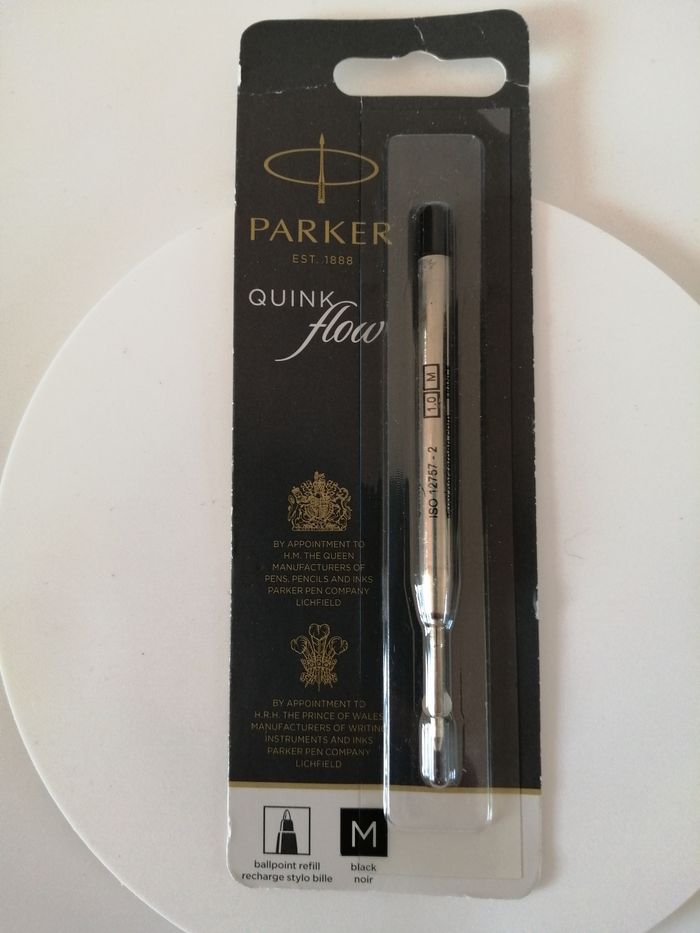 PARKER
EST. 1888
QUINK
flow
1.0 M
ISO 12757 - 2
BY APPOINTMENT TO
H.M. THE QUEEN
MANUFACTURERS OF
PENS, PENCILS AND INKS
PARKER PEN COMPANY
LICHFIELD
BY APPOINTMENT TO
H.R.H. THE PRINCE OF WALES
MANUFACTURERS OF WRITING
INSTRUMENTS AND INKS
PARKER PEN COMPANY
LICHFIELD
M
ballpoint refill
recharge stylo bille
black
noir